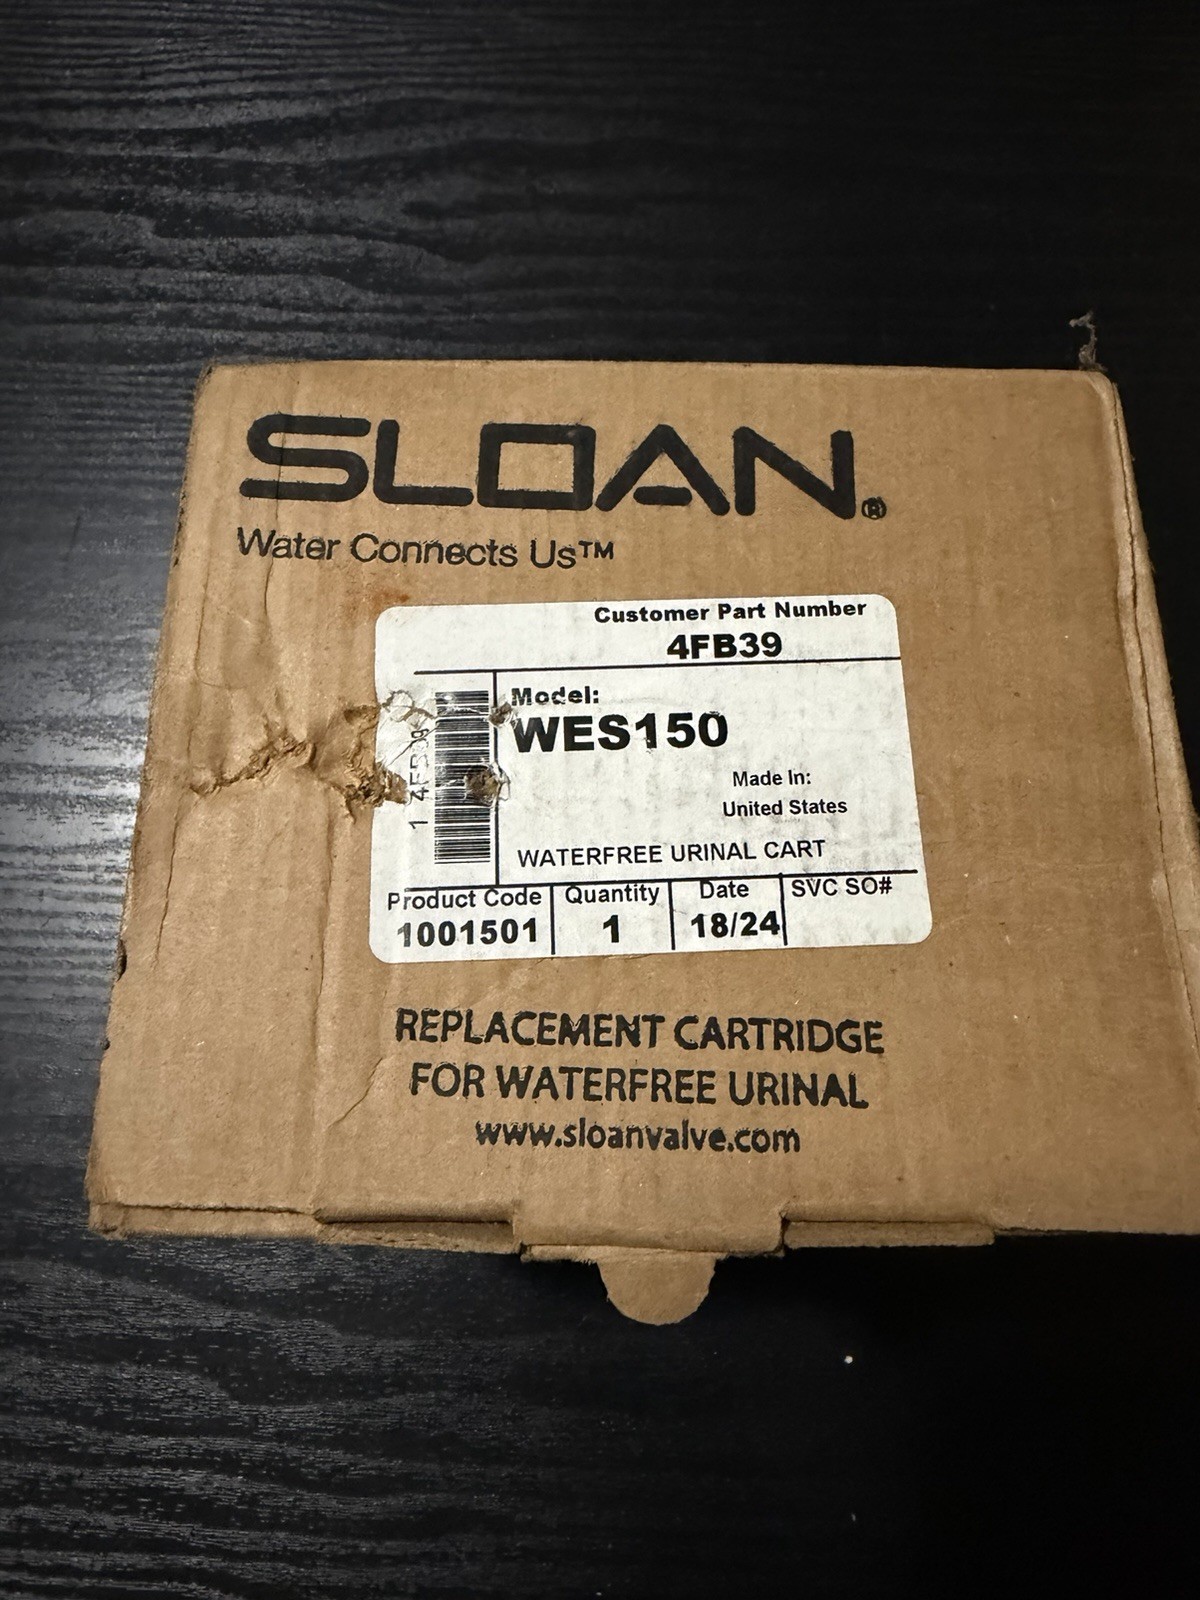 SLOAN®
Water Connects Us™
Customer Part Number
4FB39
Model:
WES150
Made In:
United States
WATERFREE URINAL CART
Product Code Quantity Date SVC SO#
1001501 1 18/24
REPLACEMENT CARTRIDGE
FOR WATERFREE URINAL
www.sloanvalve.com